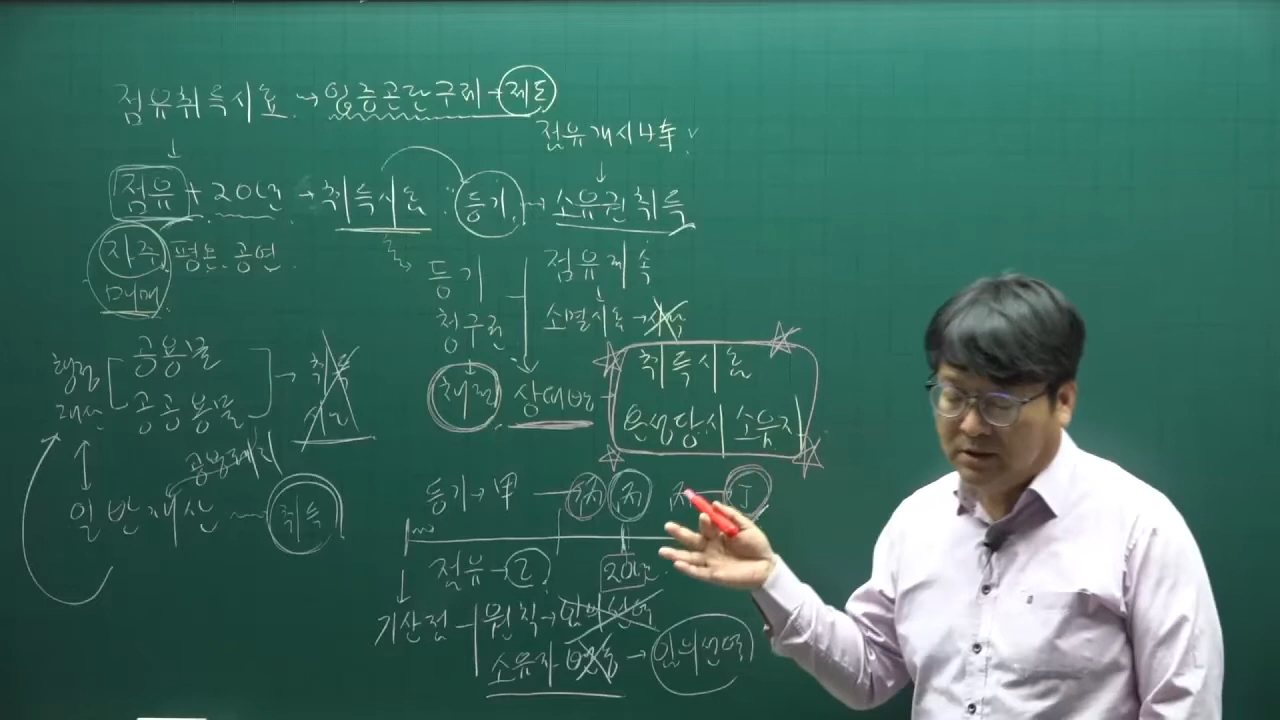 점유취득시효 → 입증곤란구제 - 제도
점유개시시
점유 + 20년 → 취득시효 등기 → 소유권취득
자주 평온 공연
매매
등기 점유계속
청구권 소멸시효 →
채권 상대방 - 취득시효
완성당시 소유자
행정 공용물
재산 공공용물 → 취득
시효
공용폐지
일반재산 취득
등기 → 甲 丙
점유 → 乙
20년
기산점 원칙 → 임의선택
소유자 변동 → 임의선택